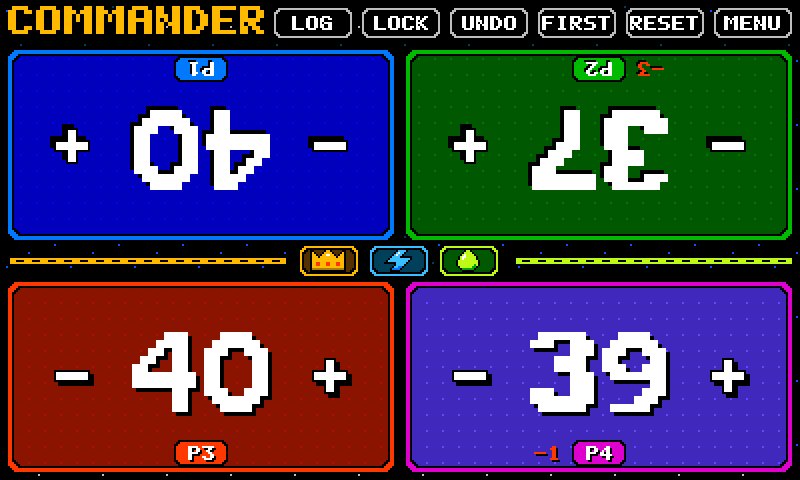 COMMANDER LOG LOCK UNDO FIRST RESET MENU
P1
P2 -3
+ 40 -
+ 37 -
- 40 +
- 39 +
P3
-1 P4